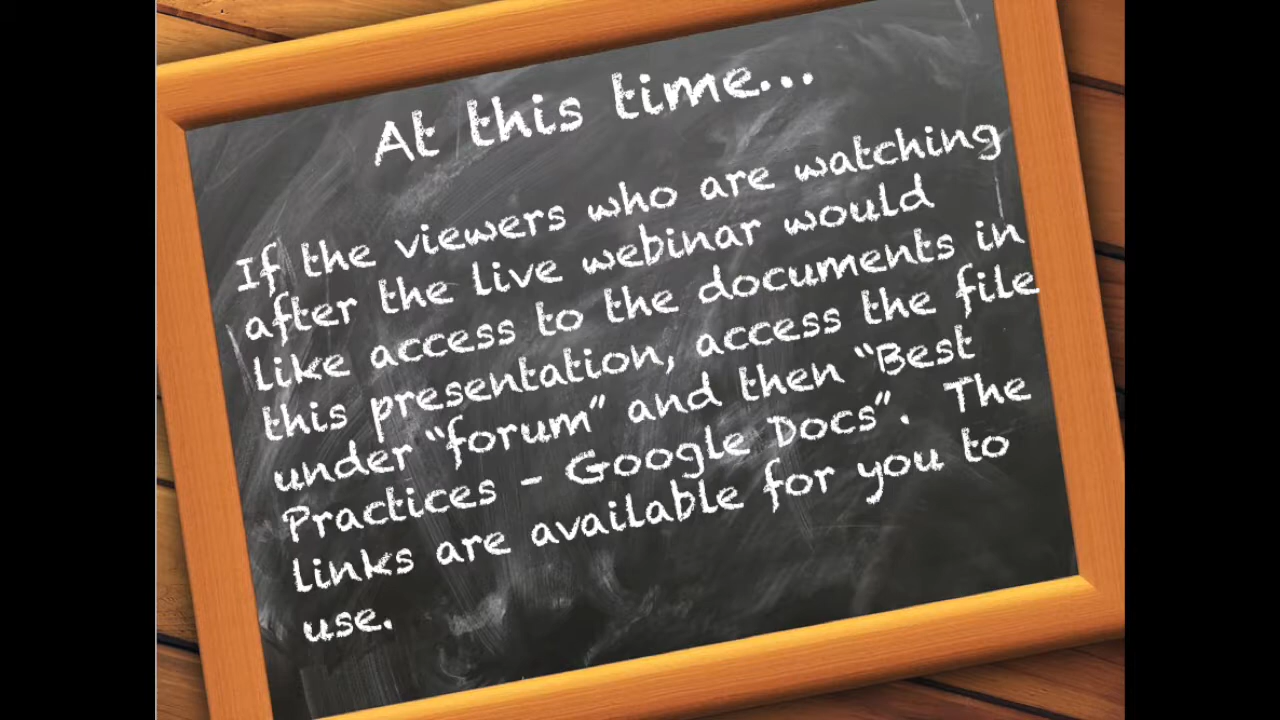 At this time...
If the viewers who are watching
after the live webinar would
like access to the documents in
this presentation, access the file
under “forum” and then “Best
Practices - Google Docs”.  The
links are available for you to
use.